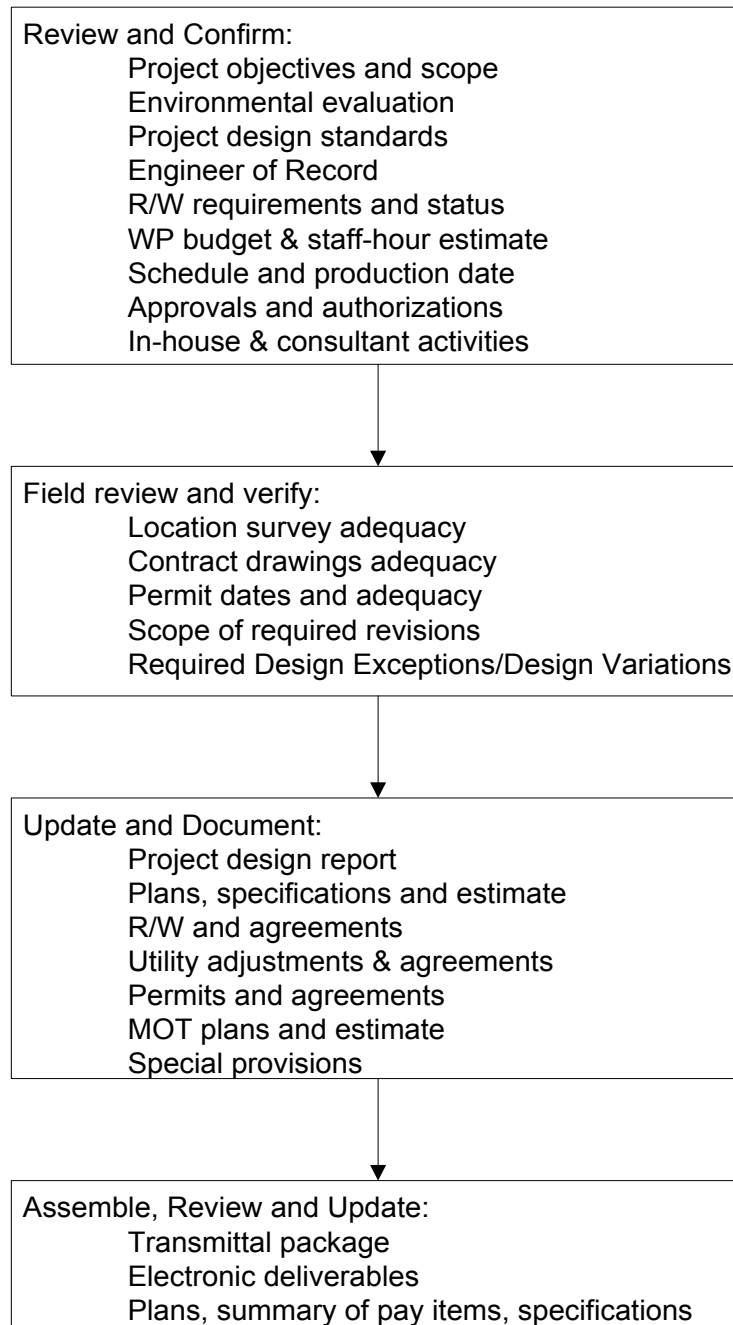 Review and Confirm:
Project objectives and scope
Environmental evaluation
Project design standards
Engineer of Record
R/W requirements and status
WP budget & staff-hour estimate
Schedule and production date
Approvals and authorizations
In-house & consultant activities
Field review and verify:
Location survey adequacy
Contract drawings adequacy
Permit dates and adequacy
Scope of required revisions
Required Design Exceptions/Design Variations
Update and Document:
Project design report
Plans, specifications and estimate
R/W and agreements
Utility adjustments & agreements
Permits and agreements
MOT plans and estimate
Special provisions
Assemble, Review and Update:
Transmittal package
Electronic deliverables
Plans, summary of pay items, specifications